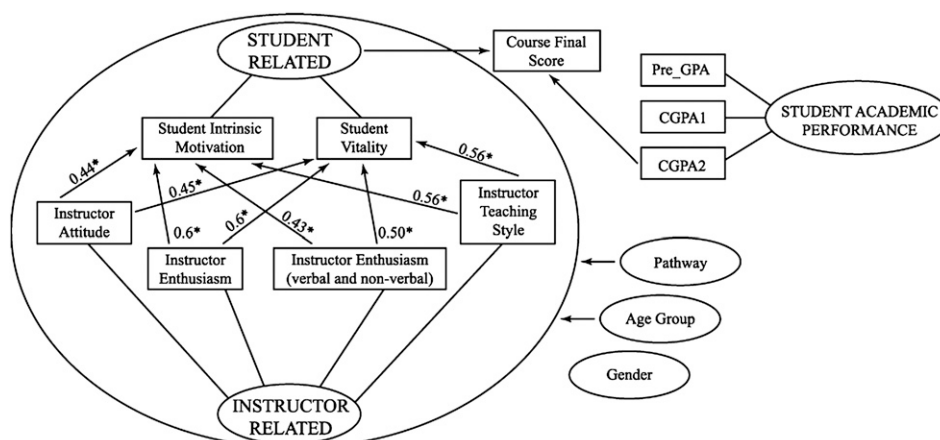 STUDENT
RELATED
Course Final
Score
Pre_GPA
CGPA1
CGPA2
STUDENT ACADEMIC
PERFORMANCE
Student Intrinsic
Motivation
Student
Vitality
0.44*
0.45*
0.56*
0.56*
Instructor
Attitude
Instructor
Teaching
Style
0.6*
0.6*
0.43*
0.50*
Instructor
Enthusiasm
Instructor Enthusiasm
(verbal and non-verbal)
Pathway
Age Group
Gender
INSTRUCTOR
RELATED